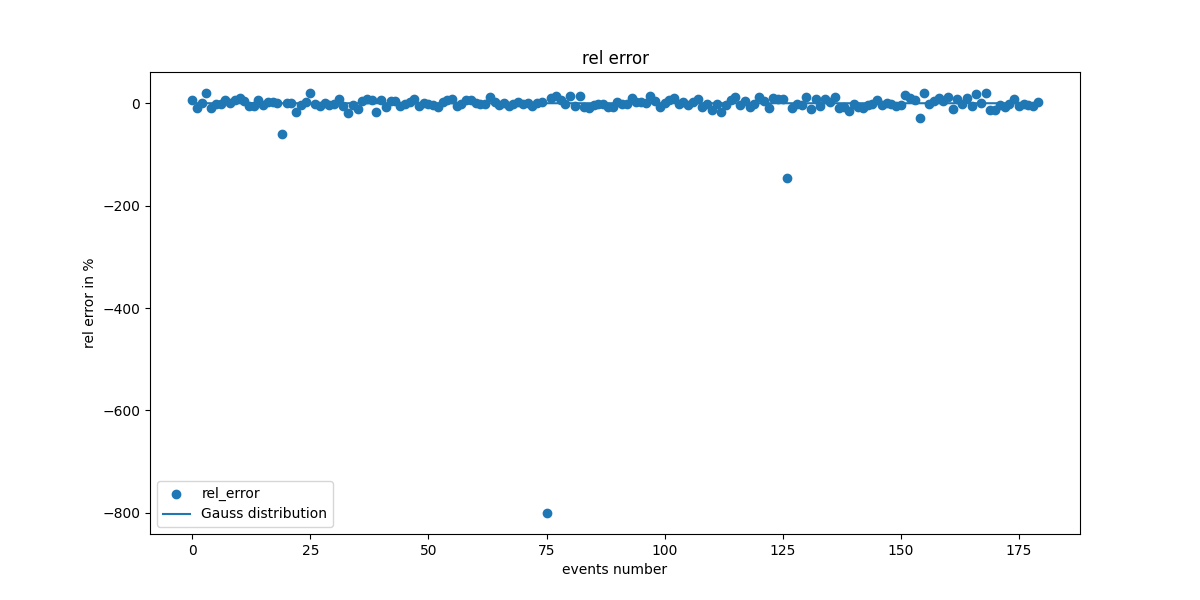 rel error
0
−200
−400
−600
−800
rel error in %
rel_error
Gauss distribution
0 25 50 75 100 125 150 175
events number